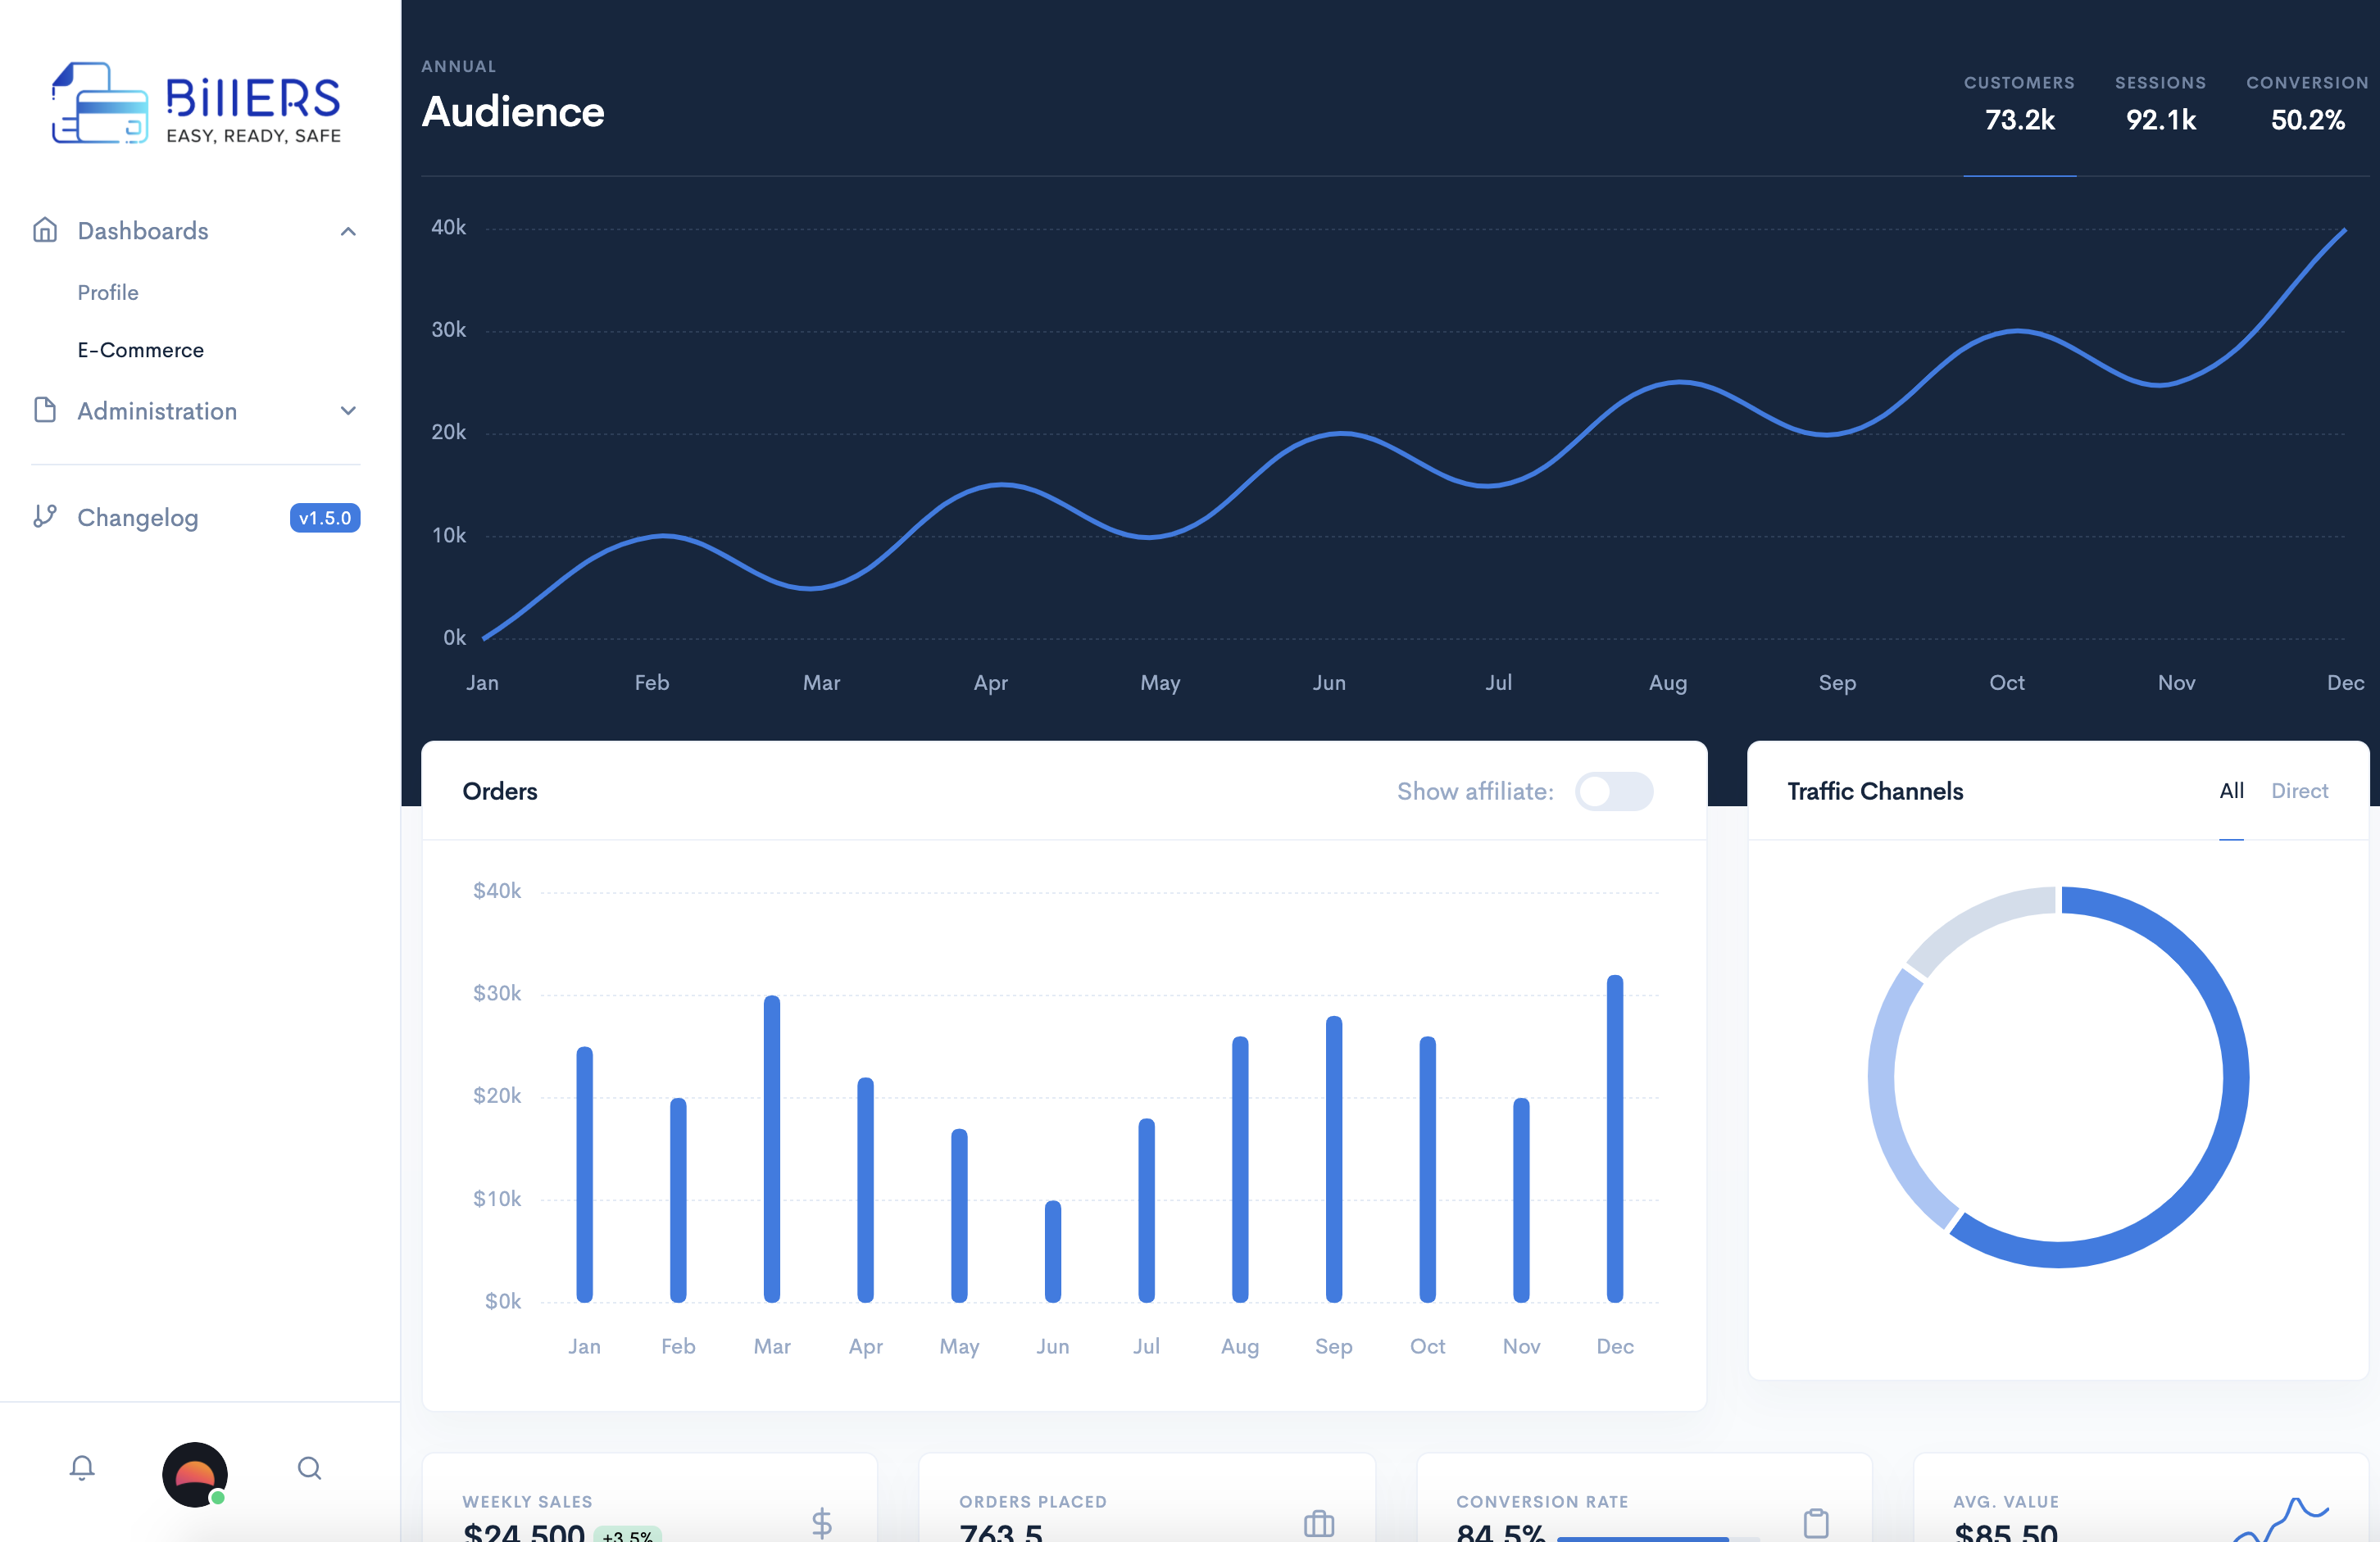 BillERS
EASY, READY, SAFE
Dashboards
Profile
E-Commerce
Administration
Changelog v1.5.0
ANNUAL
Audience
CUSTOMERS SESSIONS CONVERSION
73.2k 92.1k 50.2%
40k
30k
20k
10k
0k
Jan Feb Mar Apr May Jun Jul Aug Sep Oct Nov Dec
Orders Show affiliate:
$40k
$30k
$20k
$10k
$0k
Jan Feb Mar Apr May Jun Jul Aug Sep Oct Nov Dec
Traffic Channels All Direct
WEEKLY SALES
$24,500 +3.5%
ORDERS PLACED
763.5
CONVERSION RATE
84.5%
AVG. VALUE
$85.50